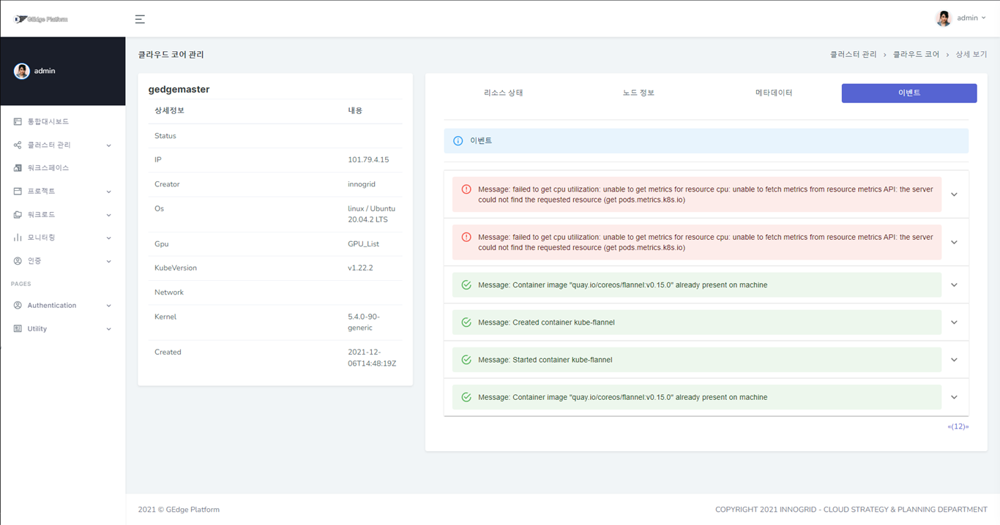 GEdge Platform
admin
admin
통합대시보드
클러스터 관리
워크스페이스
프로젝트
워크로드
모니터링
인증
PAGES
Authentication
Utility
클라우드 코어 관리
클러스터 관리 › 클라우드 코어 › 상세 보기
gedgemaster
상세정보 내용
Status
IP 101.79.4.15
Creator innogrid
Os linux / Ubuntu
20.04.2 LTS
Gpu GPU_List
KubeVersion v1.22.2
Network
Kernel 5.4.0-90-
generic
Created 2021-12-
06T14:48:19Z
리소스 상태 노드 정보 메타데이터 이벤트
이벤트
Message: failed to get cpu utilization: unable to get metrics for resource cpu: unable to fetch metrics from resource metrics API: the server
could not find the requested resource (get pods.metrics.k8s.io)
Message: failed to get cpu utilization: unable to get metrics for resource cpu: unable to fetch metrics from resource metrics API: the server
could not find the requested resource (get pods.metrics.k8s.io)
Message: Container image "quay.io/coreos/flannel:v0.15.0" already present on machine
Message: Created container kube-flannel
Message: Started container kube-flannel
Message: Container image "quay.io/coreos/flannel:v0.15.0" already present on machine
«(12)»
2021 © GEdge Platform
COPYRIGHT 2021 INNOGRID - CLOUD STRATEGY & PLANNING DEPARTMENT